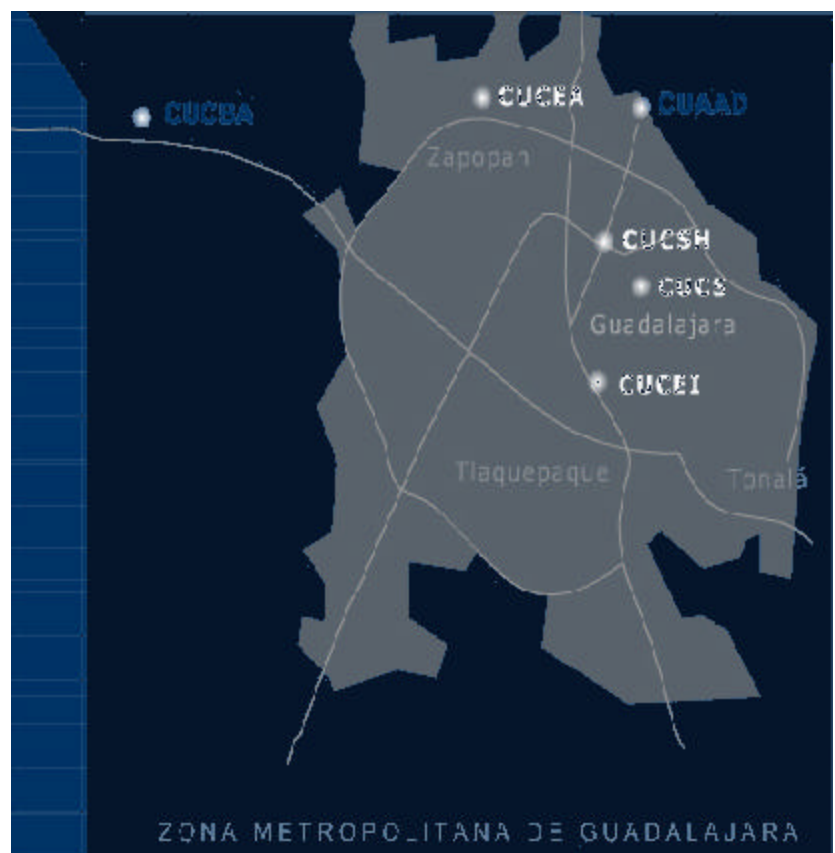 CUCBA
CUCEA
CUAAD
Zapopan
CUCSH
CUCS
Guadalajara
CUCEI
Tlaquepaque
Tonalá
ZONA METROPOLITANA DE GUADALAJARA